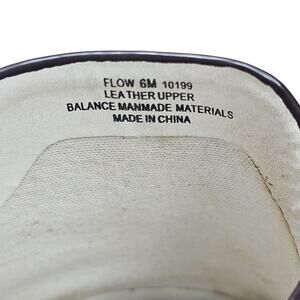 FLOW 6M 10199
LEATHER UPPER
BALANCE MANMADE MATERIALS
MADE IN CHINA